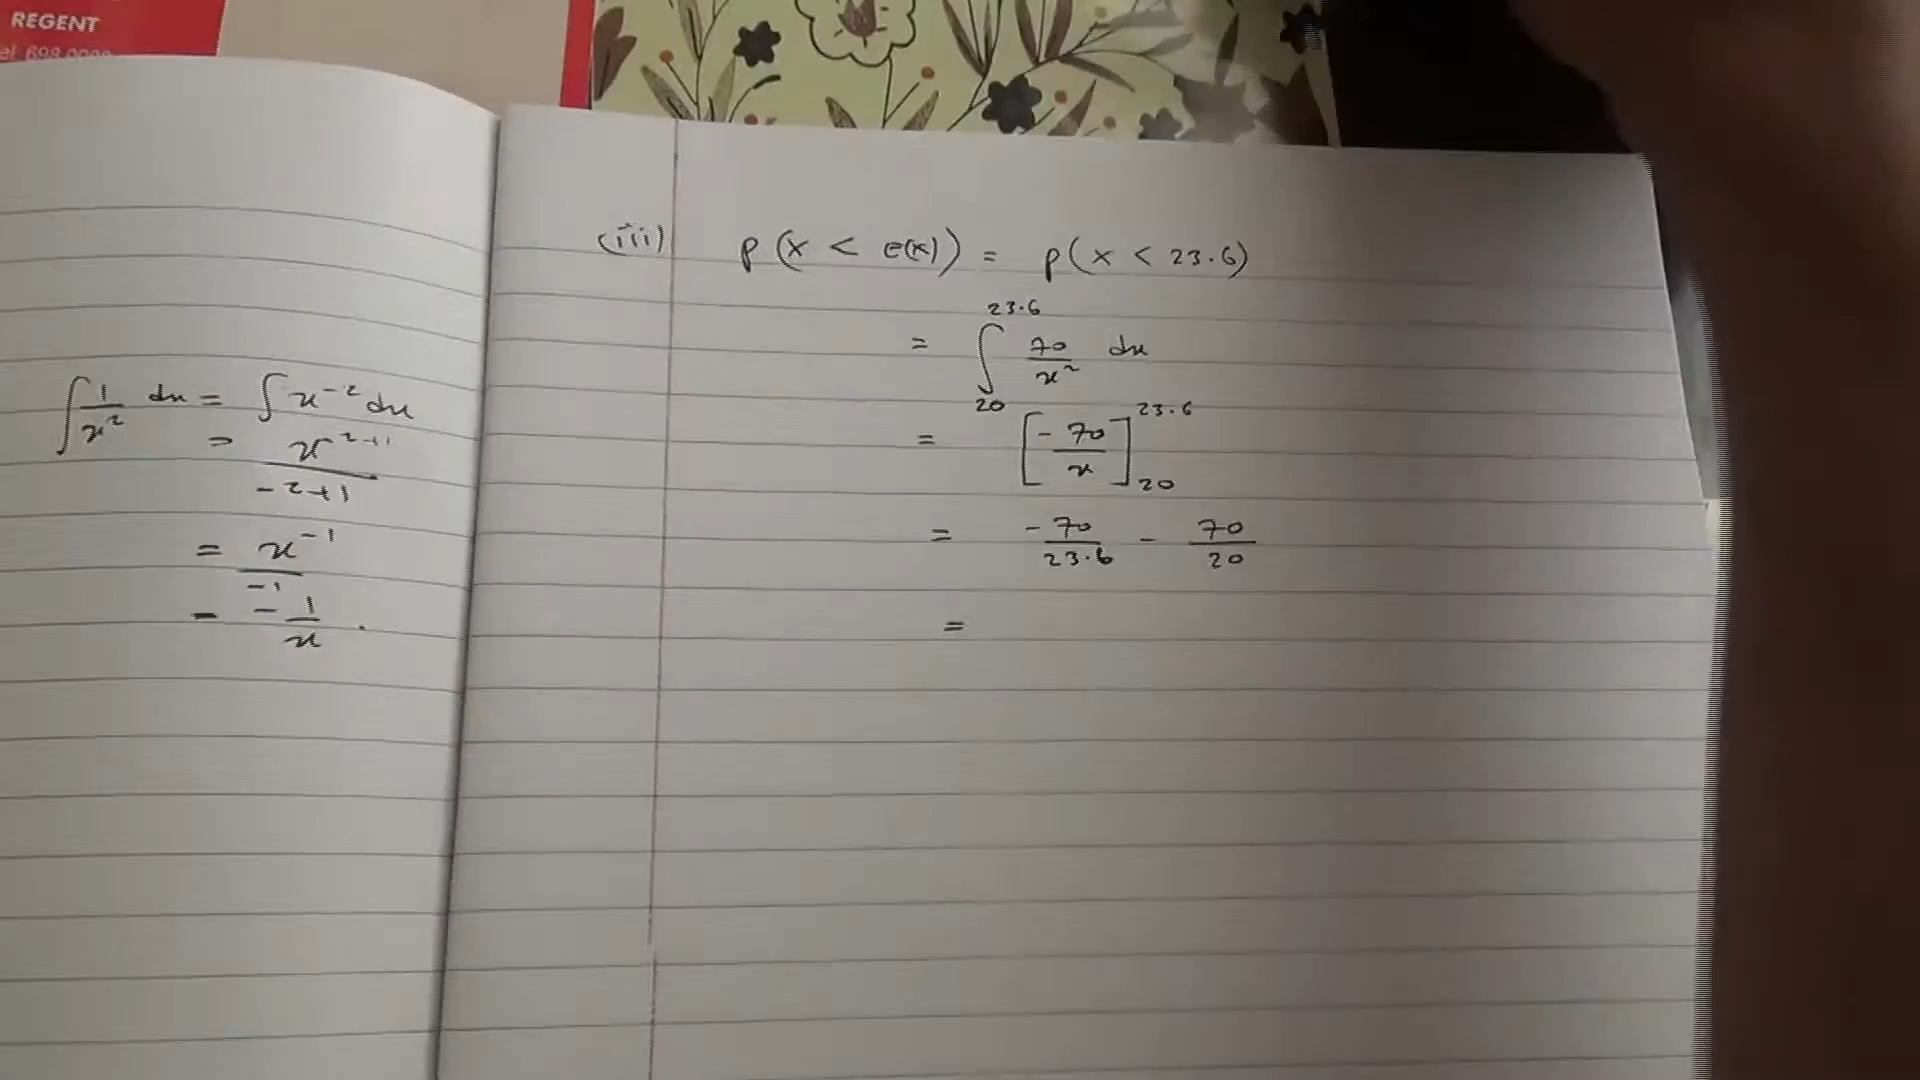 REGENT
(iii) P(x < E(x)) = P(x < 23.6)
= ∫₂₀^23.6 70/x² dx
= [-70/x]₂₀^23.6
= -70/23.6 - 70/20
=
∫ 1/x² dx = ∫ x⁻² dx
= x²⁺¹/-2+1
= x⁻¹/-1
= -1/x .